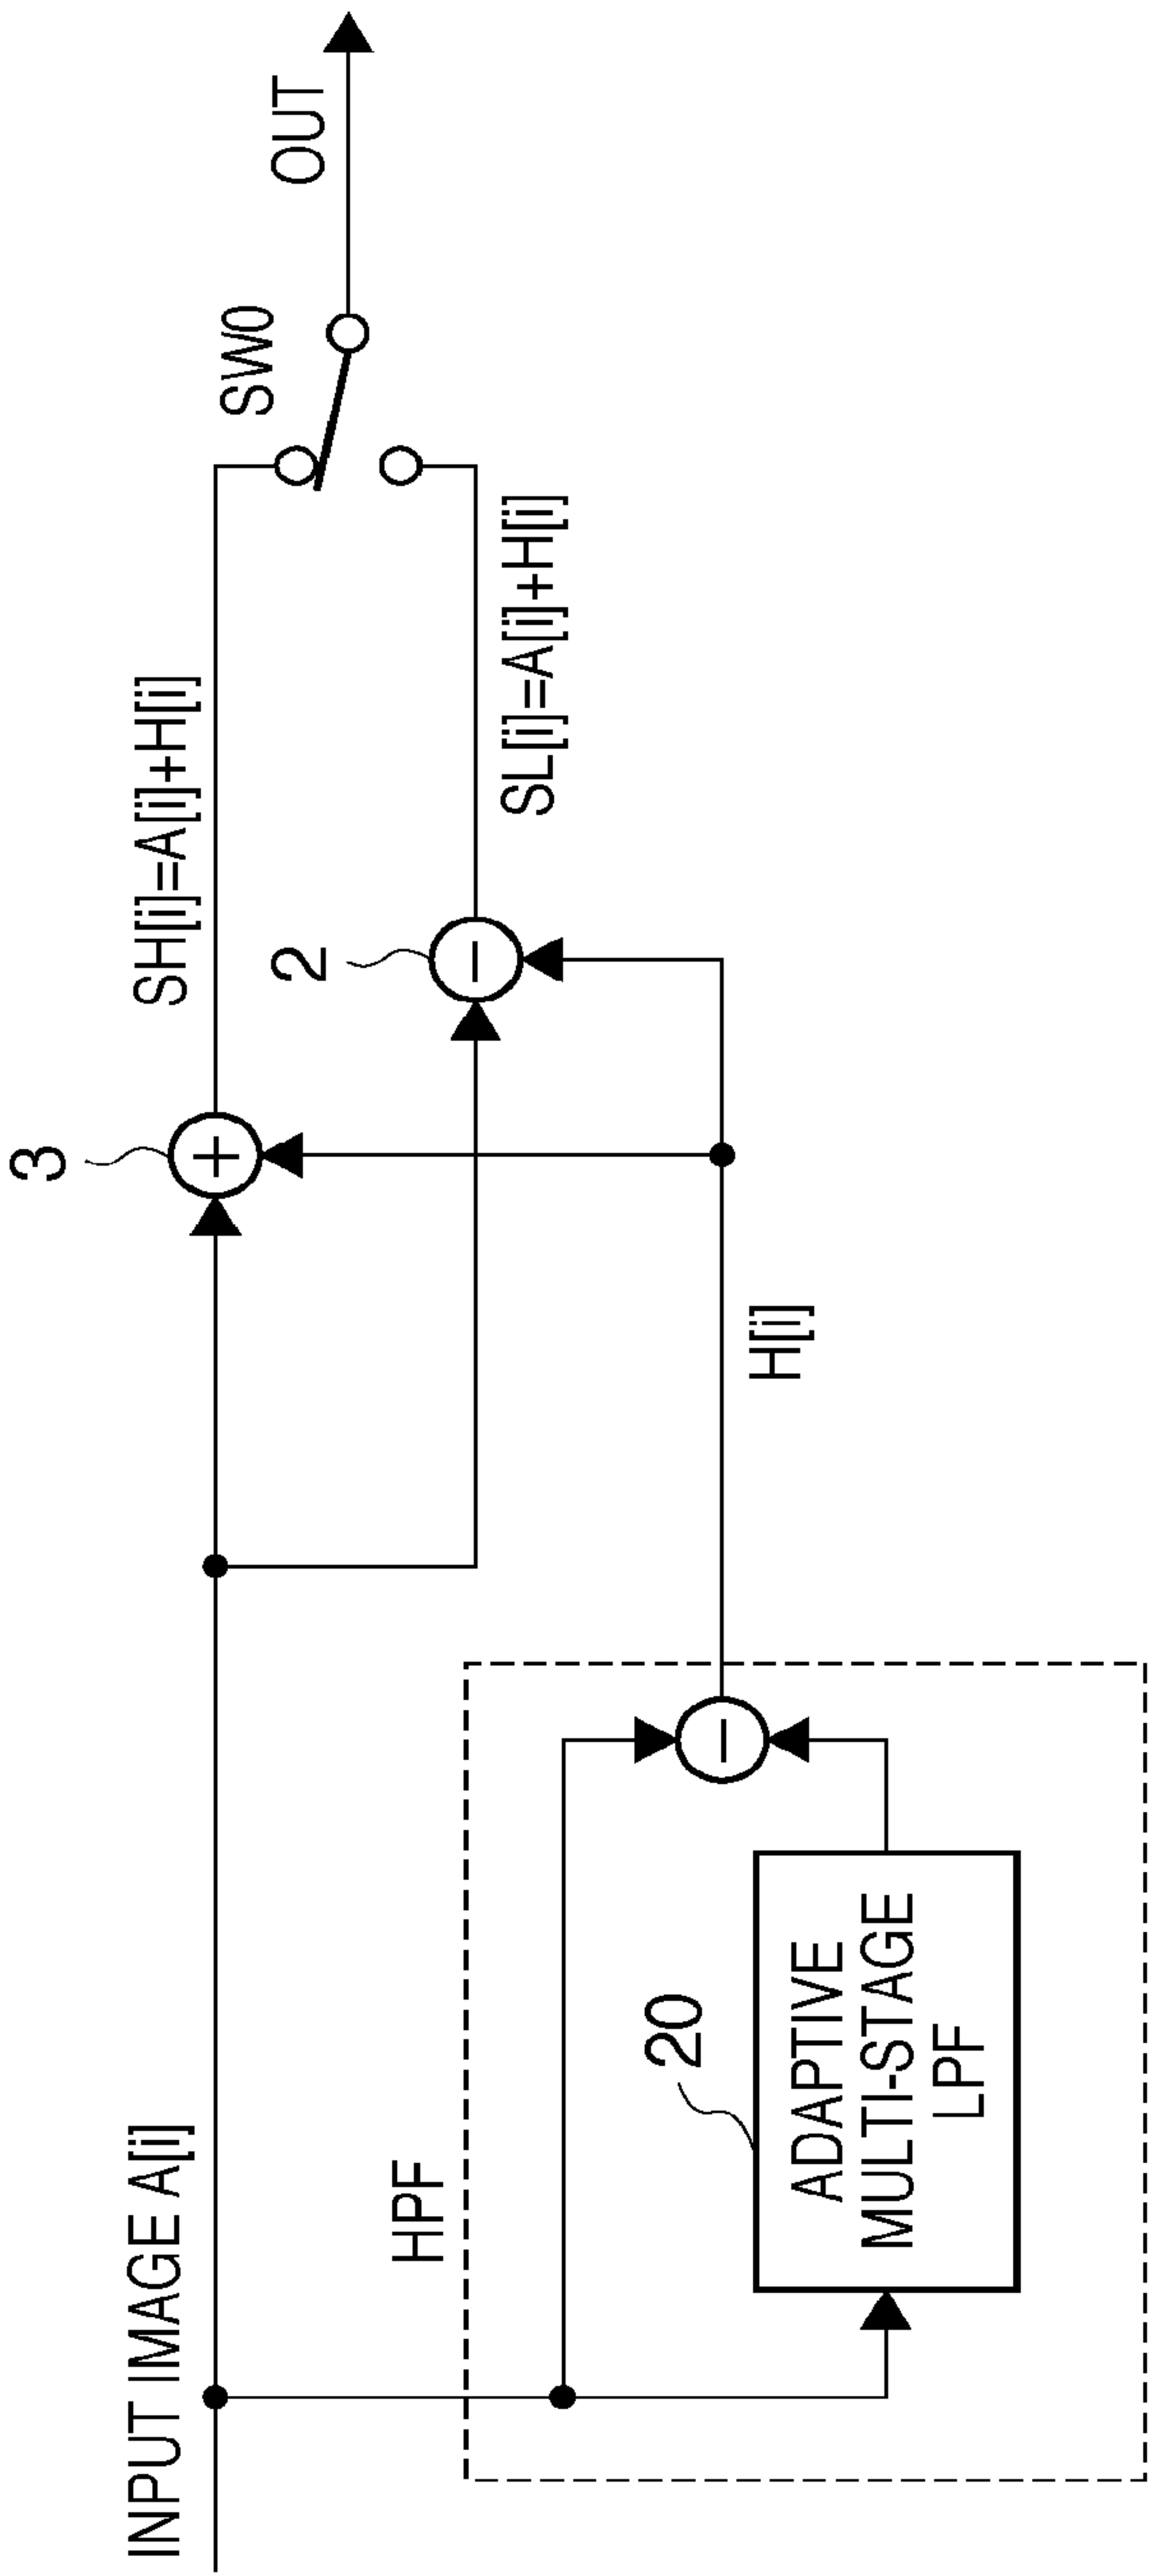 INPUT IMAGE A[i]
HPF
20
ADAPTIVE
MULTI-STAGE
LPF
−
H[i]
3
+
2
−
SH[i]=A[i]+H[i]
SL[i]=A[i]+H[i]
SW0
OUT